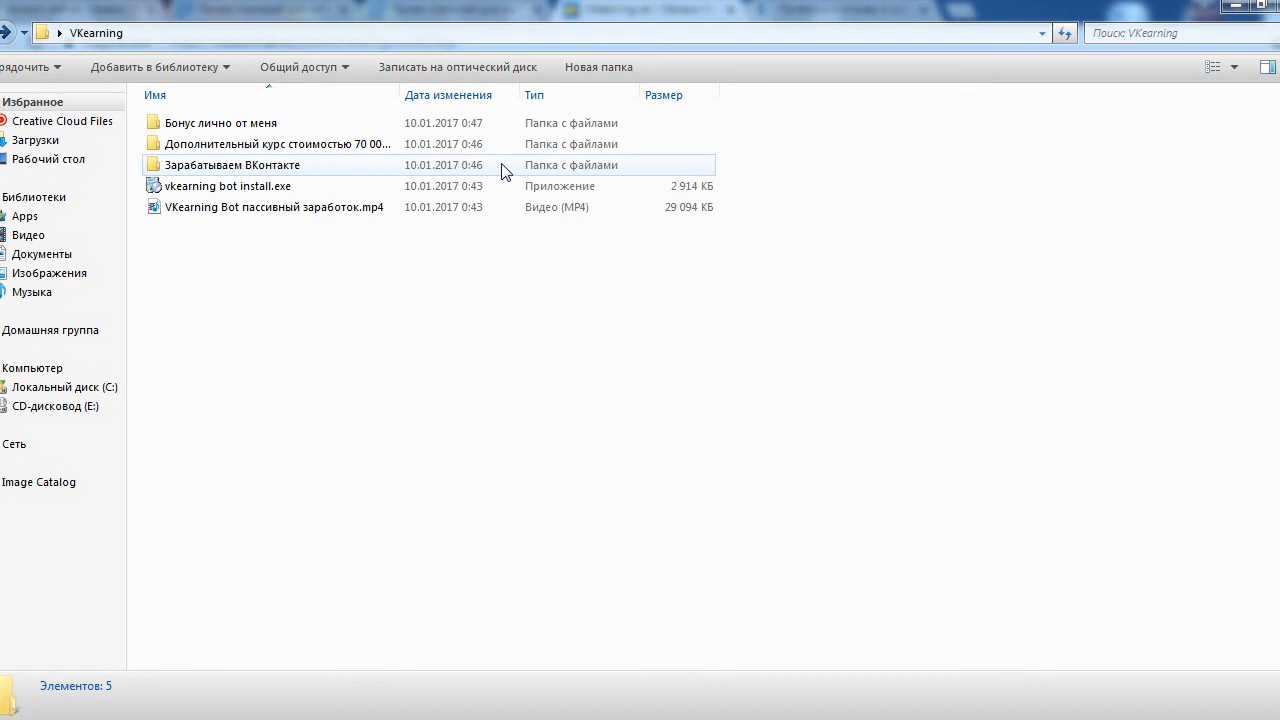 VKearning
Поиск: VKearning
рядочить Добавить в библиотеку Общий доступ Записать на оптический диск Новая папка
Имя Дата изменения Тип Размер
Избранное
Creative Cloud Files
Загрузки
Рабочий стол
Библиотеки
Apps
Видео
Документы
Изображения
Музыка
Домашняя группа
Компьютер
Локальный диск (C:)
CD-дисковод (E:)
Сеть
Image Catalog
Бонус лично от меня 10.01.2017 0:47 Папка с файлами
Дополнительный курс стоимостью 70 00... 10.01.2017 0:46 Папка с файлами
Зарабатываем ВКонтакте 10.01.2017 0:46 Папка с файлами
vkearning bot install.exe 10.01.2017 0:43 Приложение 2 914 КБ
VKearning Bot пассивный заработок.mp4 10.01.2017 0:43 Видео (MP4) 29 094 КБ
Элементов: 5